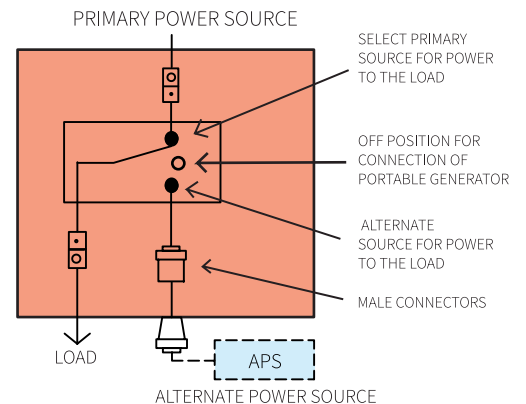 PRIMARY POWER SOURCE
SELECT PRIMARY
SOURCE FOR POWER
TO THE LOAD
OFF POSITION FOR
CONNECTION OF
PORTABLE GENERATOR
ALTERNATE
SOURCE FOR POWER
TO THE LOAD
MALE CONNECTORS
LOAD
APS
ALTERNATE POWER SOURCE